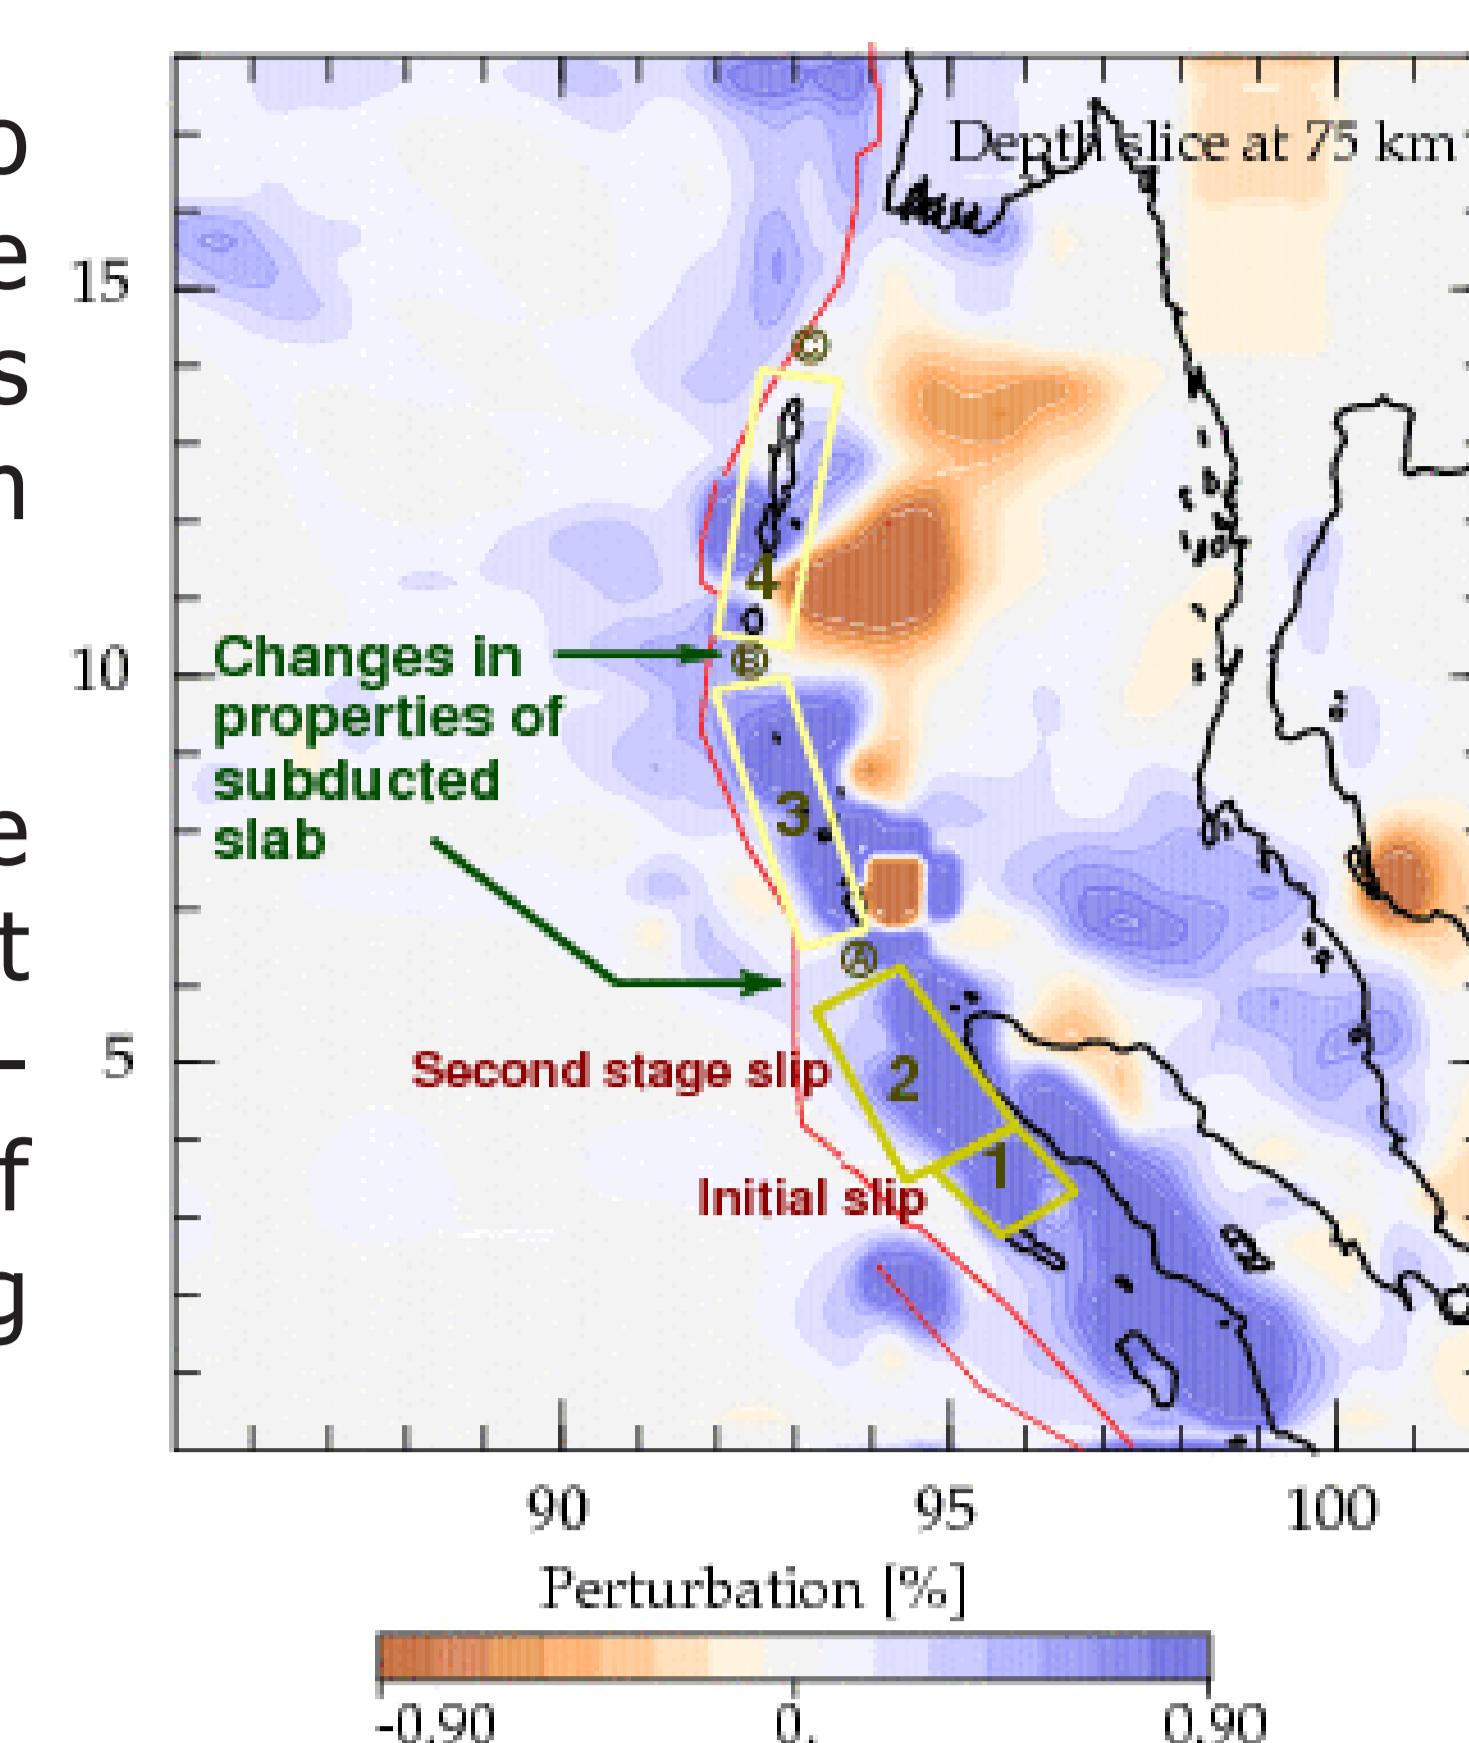 o
e
s
n
e
t
-
f
g
Depth slice at 75 km
15
C
4
10
Changes in
B
properties of
subducted
3
slab
A
5
Second stage slip
2
1
Initial slip
90 95 100
Perturbation [%]
-0.90 0. 0.90